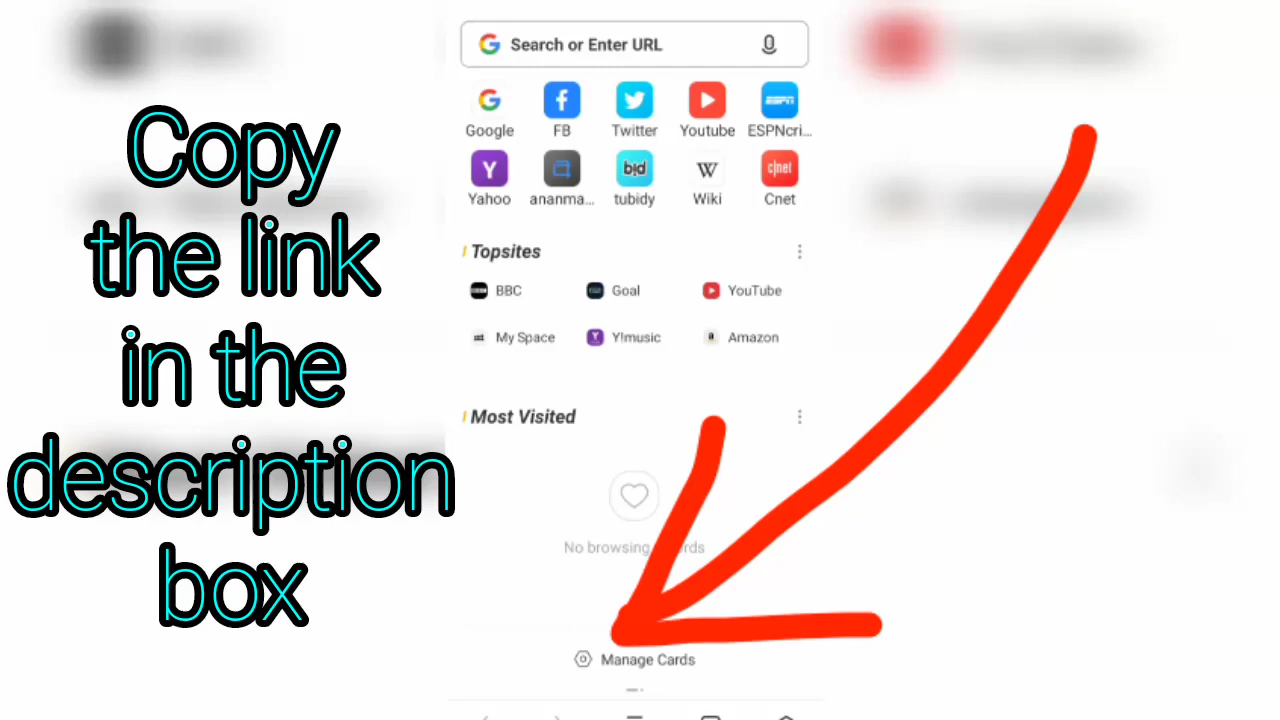 Copy
the link
in the
description
box
Search or Enter URL
Google FB Twitter Youtube ESPNcri...
Yahoo ananma... tubidy Wiki Cnet
Topsites
BBC Goal YouTube
My Space Y!music Amazon
Most Visited
No browsing
Manage Cards